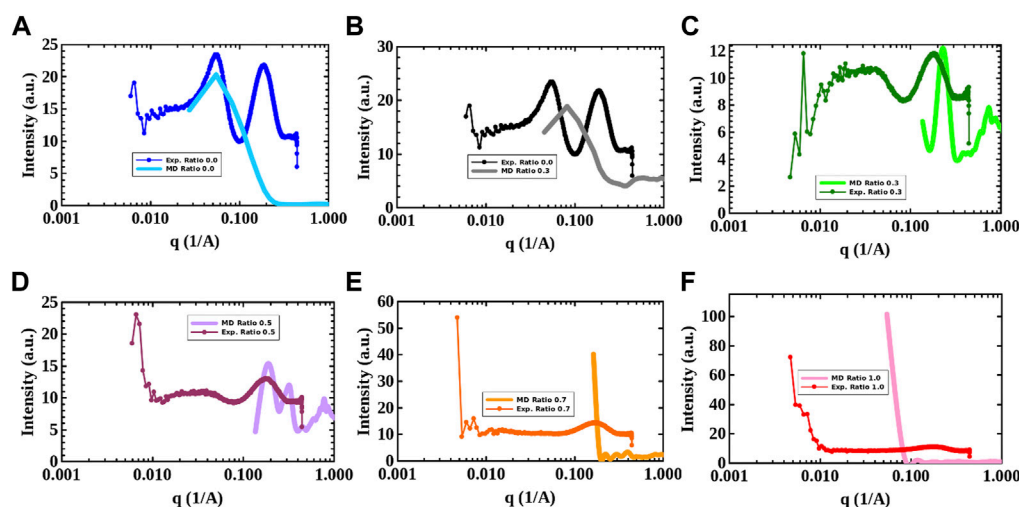 A
Intensity (a.u.)
25
20
15
10
5
0
Exp. Ratio 0.0
MD Ratio 0.0
0.001
0.010
0.100
1.000
q (1/A)
B
Intensity (a.u.)
30
20
10
0
Exp. Ratio 0.0
MD Ratio 0.3
0.001
0.010
0.100
1.000
q (1/A)
C
Intensity (a.u.)
12
10
8
6
4
2
0
MD Ratio 0.3
Exp. Ratio 0.3
0.001
0.010
0.100
1.000
q (1/A)
D
Intensity (a.u.)
25
20
15
10
5
0
MD Ratio 0.5
Exp. Ratio 0.5
0.001
0.010
0.100
1.000
q (1/A)
E
Intensity (a.u.)
60
50
40
30
20
10
0
MD Ratio 0.7
Exp. Ratio 0.7
0.001
0.010
0.100
1.000
q (1/A)
F
Intensity (a.u.)
100
80
60
40
20
0
MD Ratio 1.0
Exp. Ratio 1.0
0.001
0.010
0.100
1.000
q (1/A)